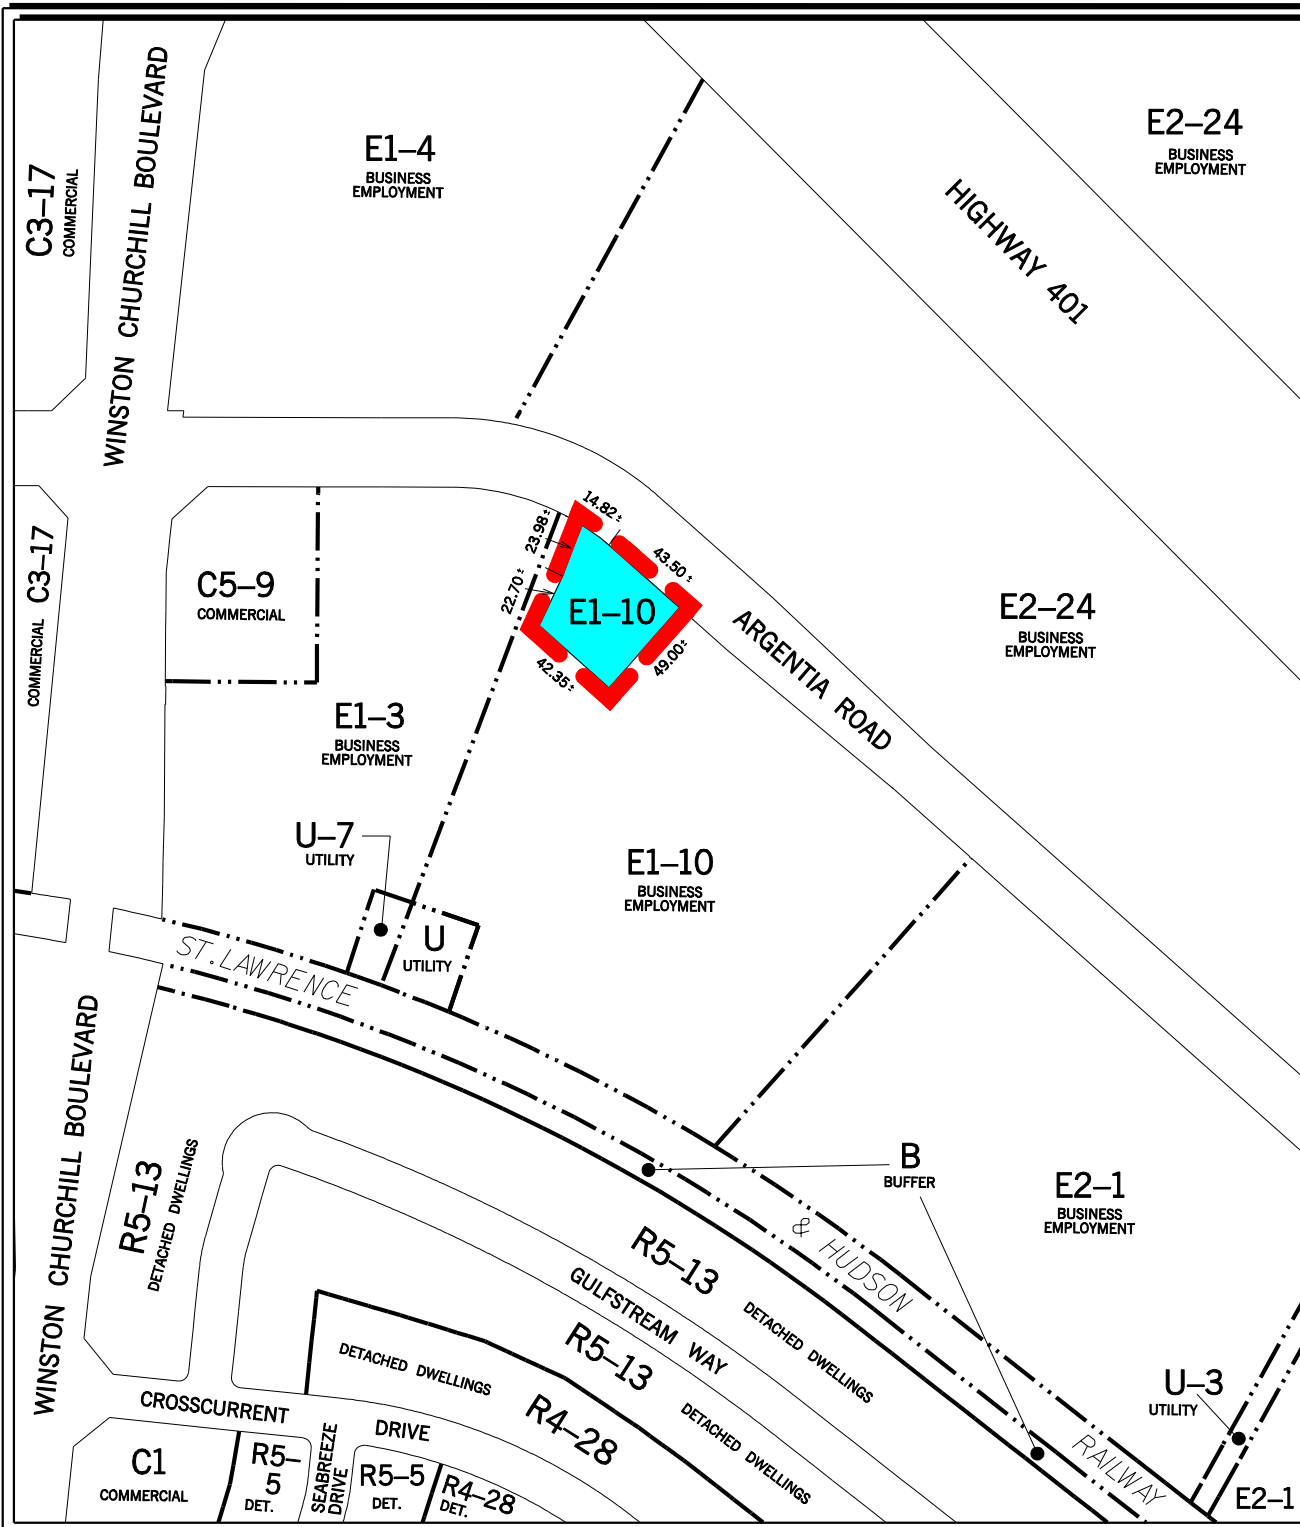 E1–4
BUSINESS
EMPLOYMENT
E2–24
BUSINESS
EMPLOYMENT
C3–17
COMMERCIAL
WINSTON CHURCHILL BOULEVARD
HIGHWAY 401
14.82±
23.98±
43.50±
22.70±
E1–10
49.00±
42.35±
ARGENTIA ROAD
C3–17
COMMERCIAL
C5–9
COMMERCIAL
E2–24
BUSINESS
EMPLOYMENT
E1–3
BUSINESS
EMPLOYMENT
U–7
UTILITY
E1–10
BUSINESS
EMPLOYMENT
U
UTILITY
ST.LAWRENCE
& HUDSON
RAILWAY
WINSTON CHURCHILL BOULEVARD
R5–13
DETACHED DWELLINGS
B
BUFFER
E2–1
BUSINESS
EMPLOYMENT
R5–13
DETACHED DWELLINGS
GULFSTREAM WAY
R5–13
DETACHED DWELLINGS
DETACHED DWELLINGS
R4–28
U–3
UTILITY
CROSSCURRENT
DRIVE
C1
COMMERCIAL
R5–
5
DET.
SEABREEZE
DRIVE
R5–5
DET.
R4–28
DET.
E2–1